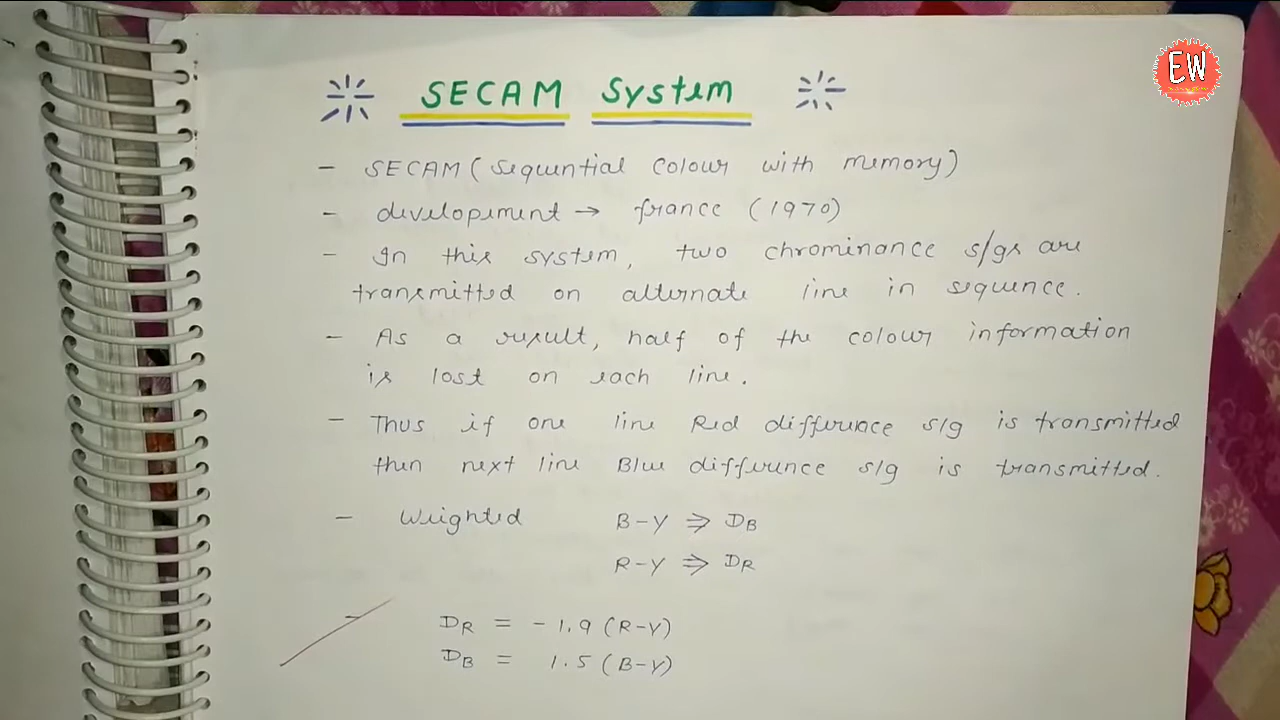 EW
SECAM System
- SECAM (Sequential Colour with memory)
- developement → france (1970)
- In this system, two chrominance s/gs are
transmitted on alternate line in sequence.
- As a result, half of the colour information
is lost on each line.
- Thus if one line Red difference s/g is transmitted
then next line Blue difference s/g is transmitted.
- Weighted B-Y ⇒ DB
R-Y ⇒ DR
DR = - 1.9 (R-Y)
DB = 1.5 (B-Y)